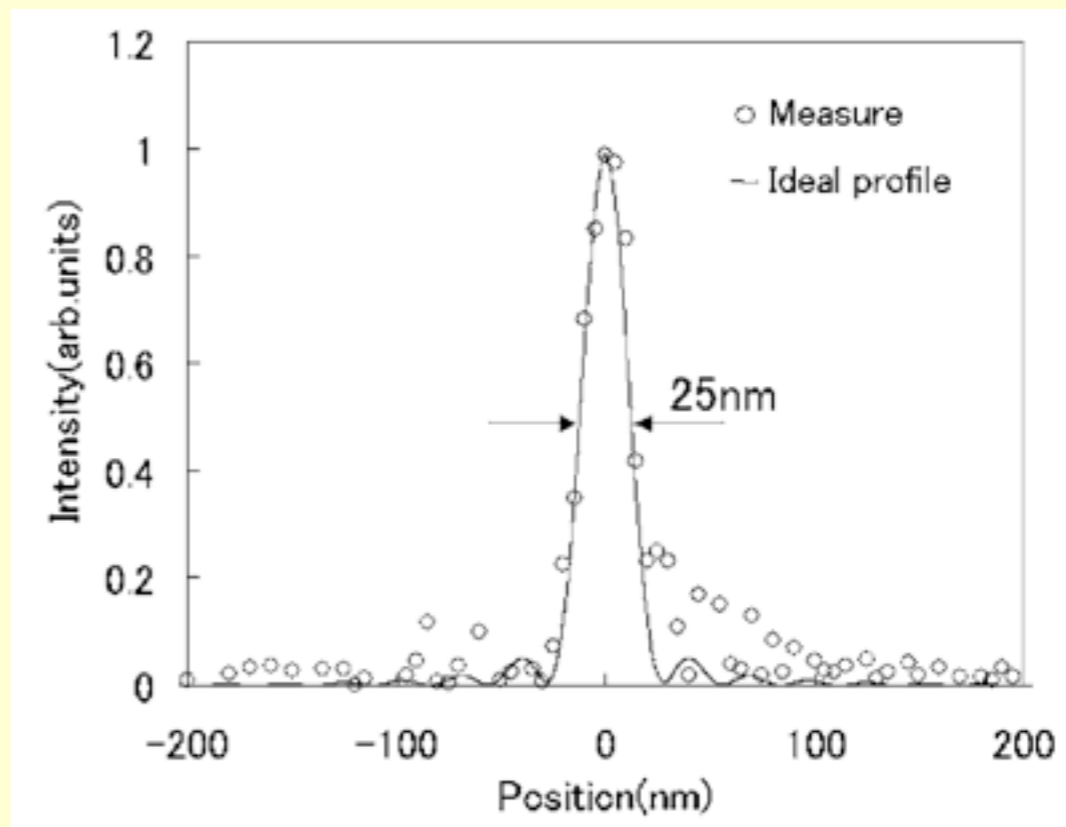 1.2
1
0.8
0.6
0.4
0.2
0
Intensity(arb.units)
○ Measure
— Ideal profile
25nm
-200 -100 0 100 200
Position(nm)